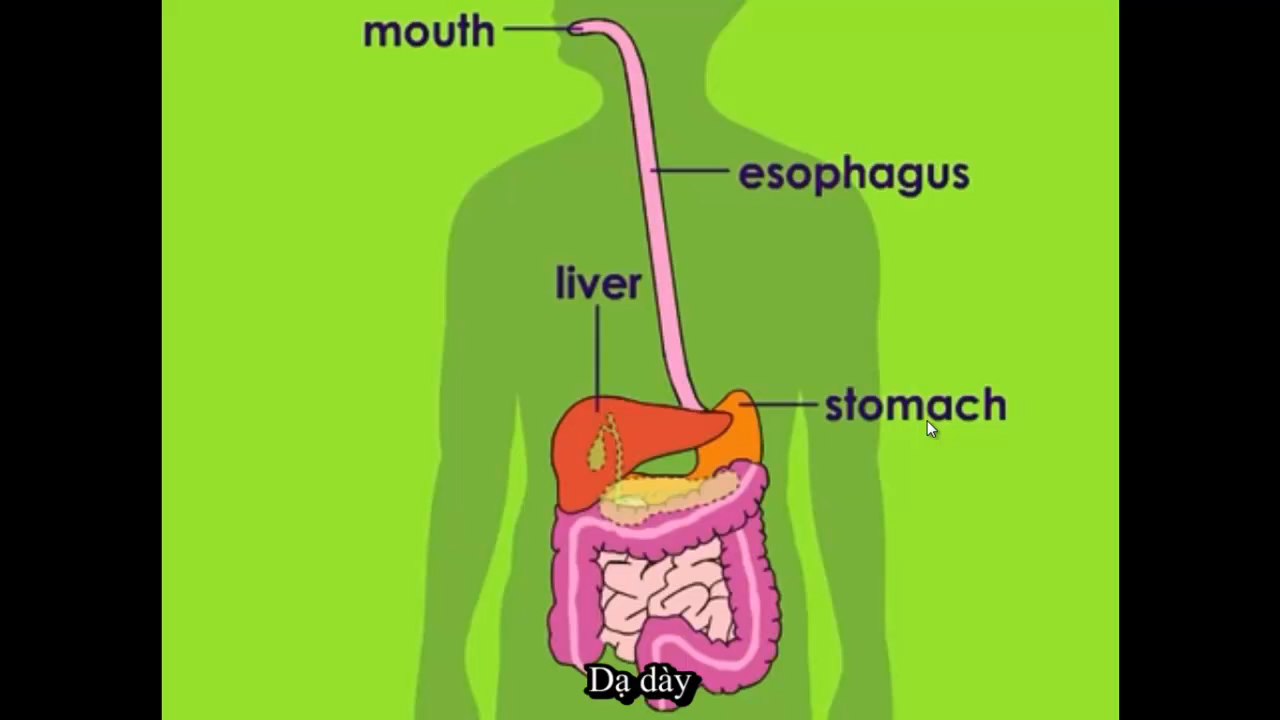 mouth
esophagus
liver
stomach
Dạ dày